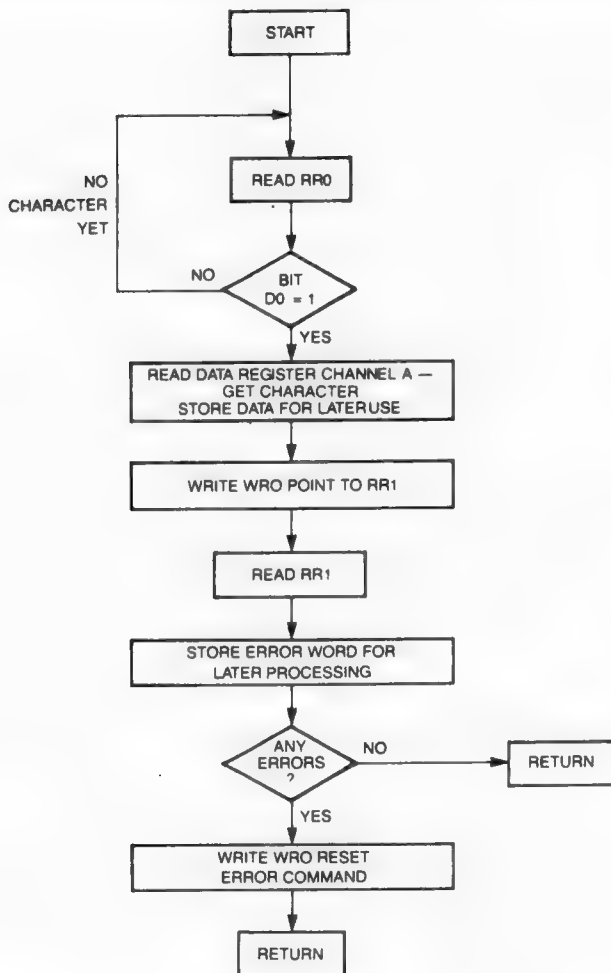 START
READ RR0
NO
CHARACTER
YET
NO
BIT
D0 = 1
YES
READ DATA REGISTER CHANNEL A —
GET CHARACTER
STORE DATA FOR LATER USE
WRITE WRO POINT TO RR1
READ RR1
STORE ERROR WORD FOR
LATER PROCESSING
ANY
ERRORS
?
NO
RETURN
YES
WRITE WRO RESET
ERROR COMMAND
RETURN